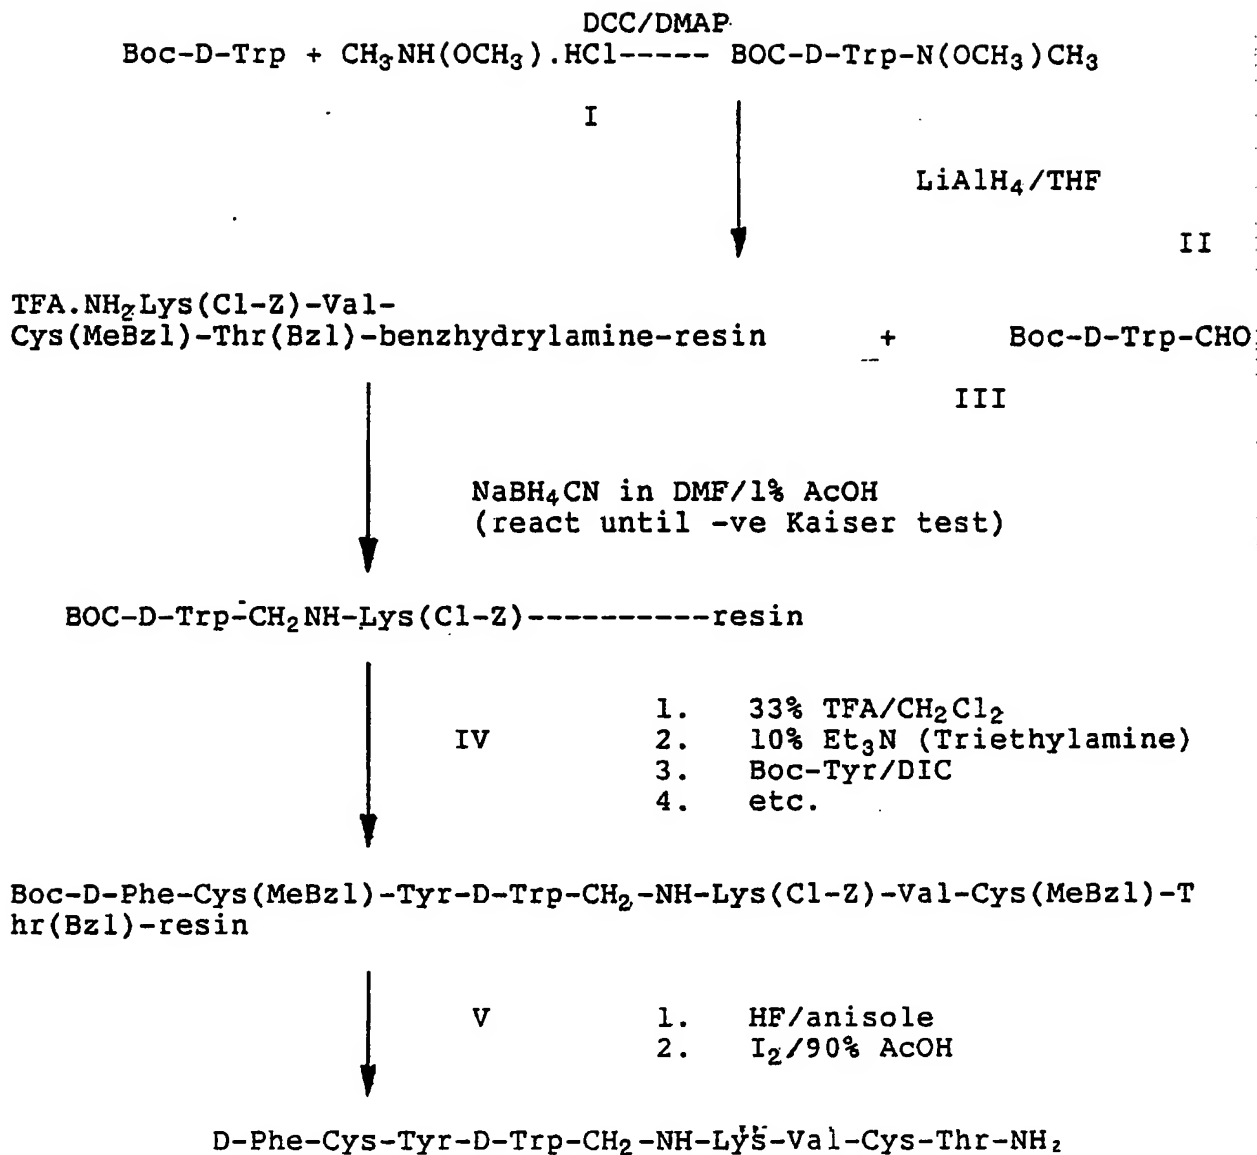 DCC/DMAP
Boc-D-Trp + CH₃NH(OCH₃).HCl----- BOC-D-Trp-N(OCH₃)CH₃
I
LiAlH₄/THF
II
TFA.NH₂Lys(Cl-Z)-Val-
Cys(MeBzl)-Thr(Bzl)-benzhydrylamine-resin + Boc-D-Trp-CHO
III
NaBH₄CN in DMF/1% AcOH
(react until -ve Kaiser test)
BOC-D-Trp-CH₂NH-Lys(Cl-Z)----------resin
1. 33% TFA/CH₂Cl₂
IV 2. 10% Et₃N (Triethylamine)
3. Boc-Tyr/DIC
4. etc.
Boc-D-Phe-Cys(MeBzl)-Tyr-D-Trp-CH₂-NH-Lys(Cl-Z)-Val-Cys(MeBzl)-T
hr(Bzl)-resin
V 1. HF/anisole
2. I₂/90% AcOH
D-Phe-Cys-Tyr-D-Trp-CH₂-NH-Lys-Val-Cys-Thr-NH₂